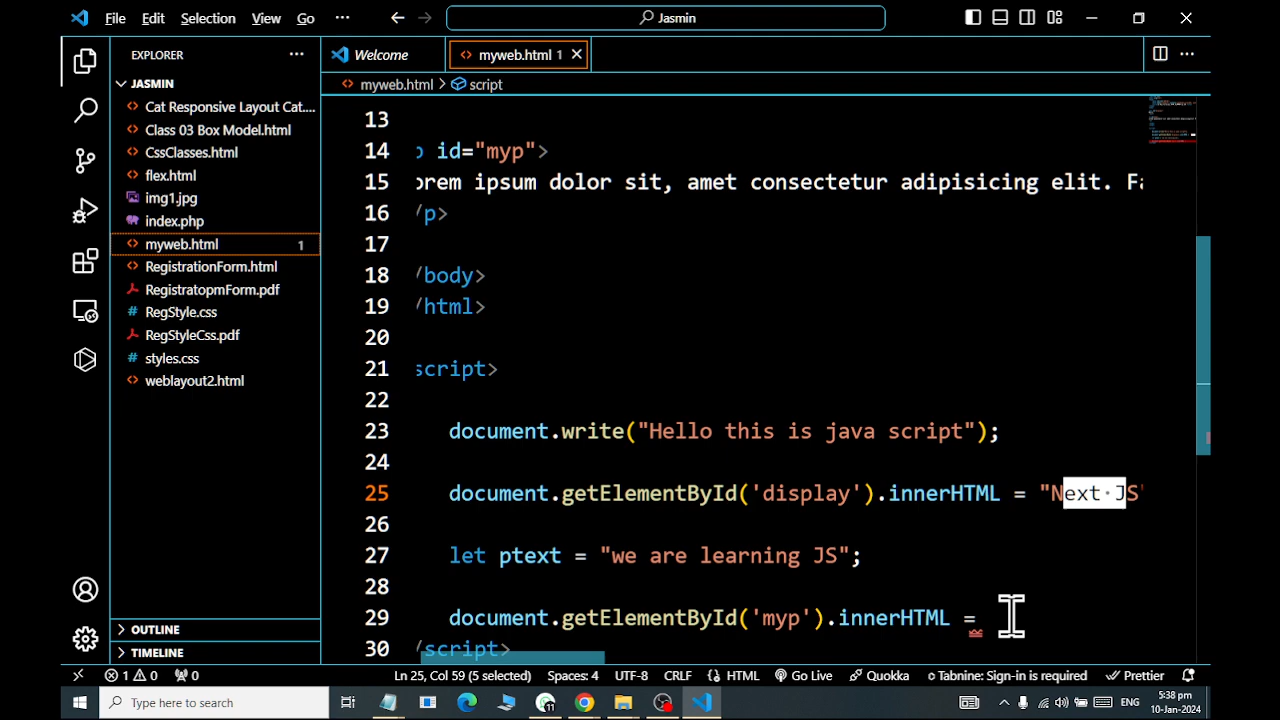 File Edit Selection View Go ··· Jasmin
EXPLORER ···
Welcome myweb.html 1
JASMIN
myweb.html > script
Cat Responsive Layout Cat....
Class 03 Box Model.html
CssClasses.html
flex.html
img1.jpg
index.php
myweb.html 1
RegistrationForm.html
RegistratopmForm.pdf
RegStyle.css
RegStyleCss.pdf
styles.css
weblayout2.html
OUTLINE
TIMELINE
13
14 p id="myp">
15 orem ipsum dolor sit, amet consectetur adipisicing elit. Fa
16 /p>
17
18 /body>
19 /html>
20
21 script>
22
23 document.write("Hello this is java script");
24
25 document.getElementById('display').innerHTML = "Next·JS"
26
27 let ptext = "we are learning JS";
28
29 document.getElementById('myp').innerHTML =
30 /script>
1 0 0 Ln 25, Col 59 (5 selected) Spaces: 4 UTF-8 CRLF HTML Go Live Quokka Tabnine: Sign-in is required Prettier
Type here to search ENG 5:38 pm
10-Jan-2024